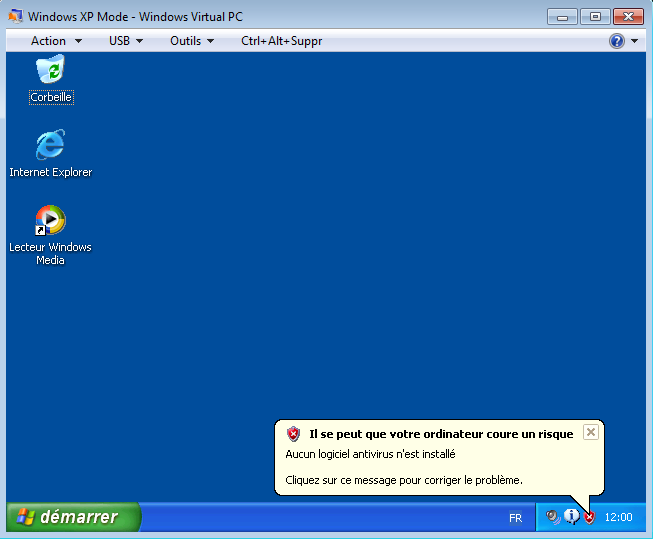 Windows XP Mode - Windows Virtual PC
Action USB Outils Ctrl+Alt+Suppr ?
Corbeille
Internet Explorer
Lecteur Windows
Media
Il se peut que votre ordinateur coure un risque
Aucun logiciel antivirus n'est installé
Cliquez sur ce message pour corriger le problème.
démarrer
FR
12:00